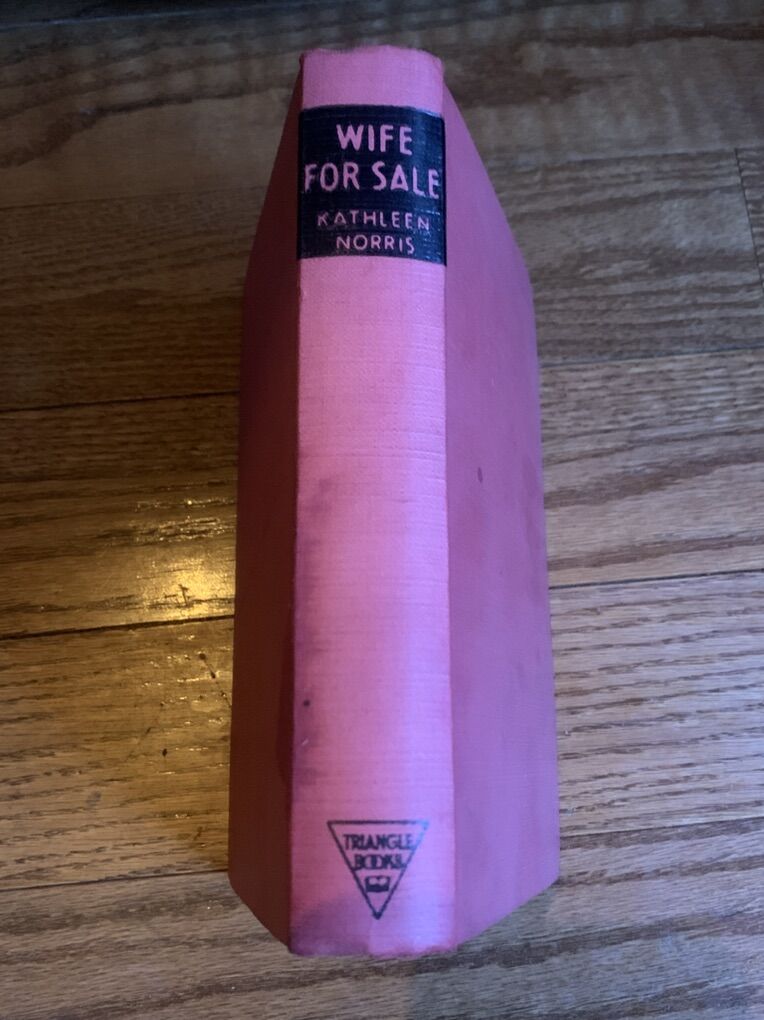 WIFE
FOR SALE
KATHLEEN
NORRIS
TRIANGLE
BOOKS